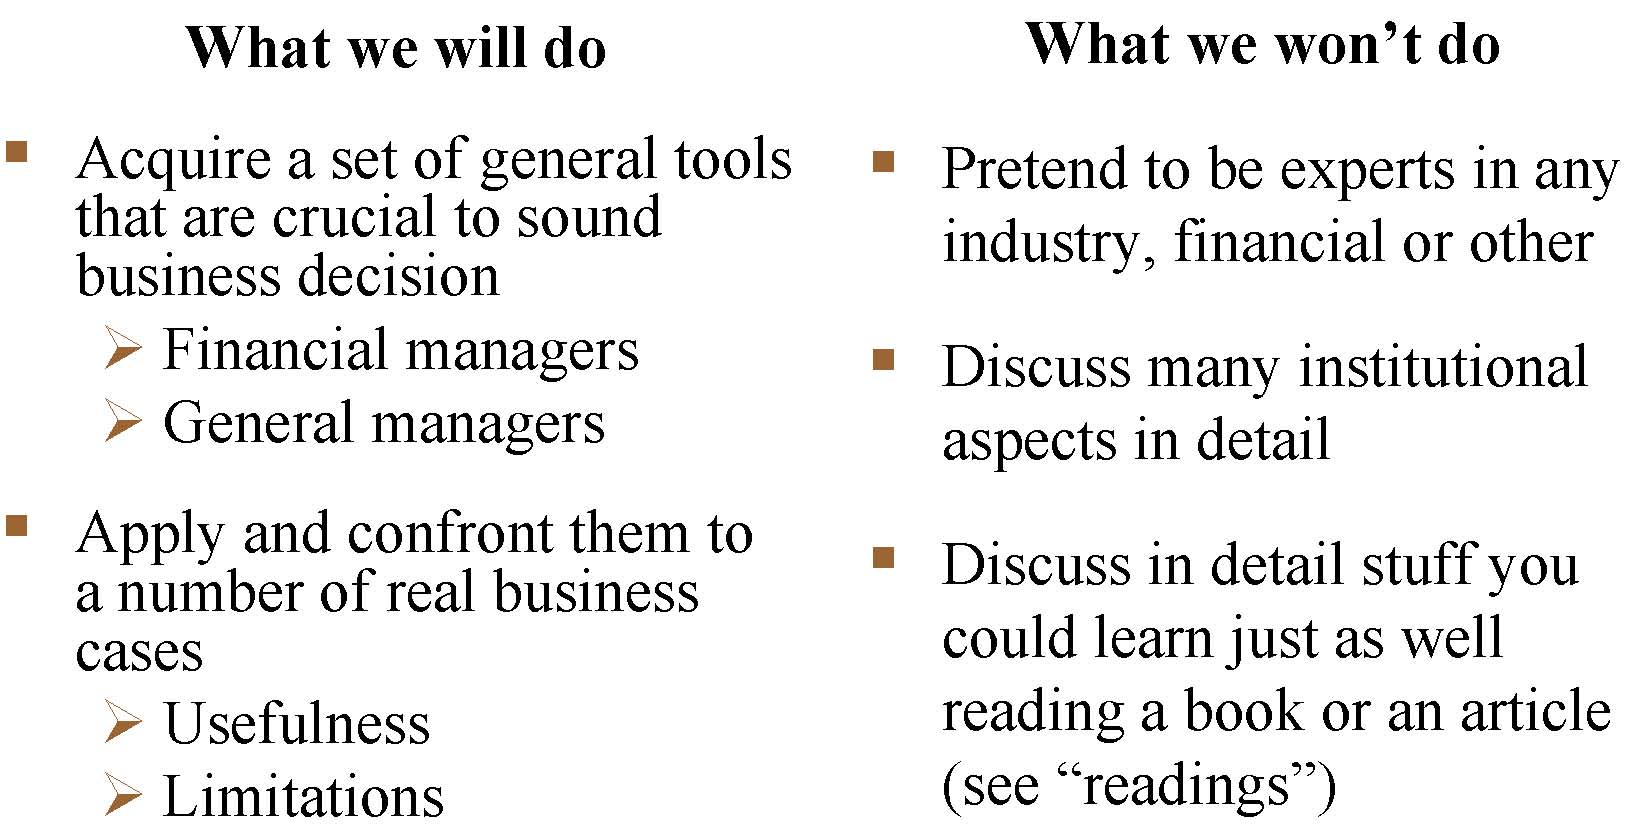 What we will do
Acquire a set of general tools
that are crucial to sound
business decision
Financial managers
General managers
Apply and confront them to
a number of real business
cases
Usefulness
Limitations
What we won’t do
Pretend to be experts in any
industry, financial or other
Discuss many institutional
aspects in detail
Discuss in detail stuff you
could learn just as well
reading a book or an article
(see “readings”)